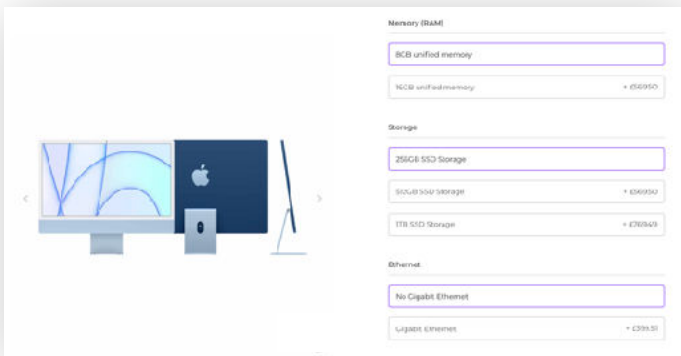 Memory (RAM)
8GB unified memory
16GB unified memory
Storage
256GB SSD Storage
512GB SSD Storage
1TB SSD Storage
Ethernet
No Gigabit Ethernet
Gigabit Ethernet